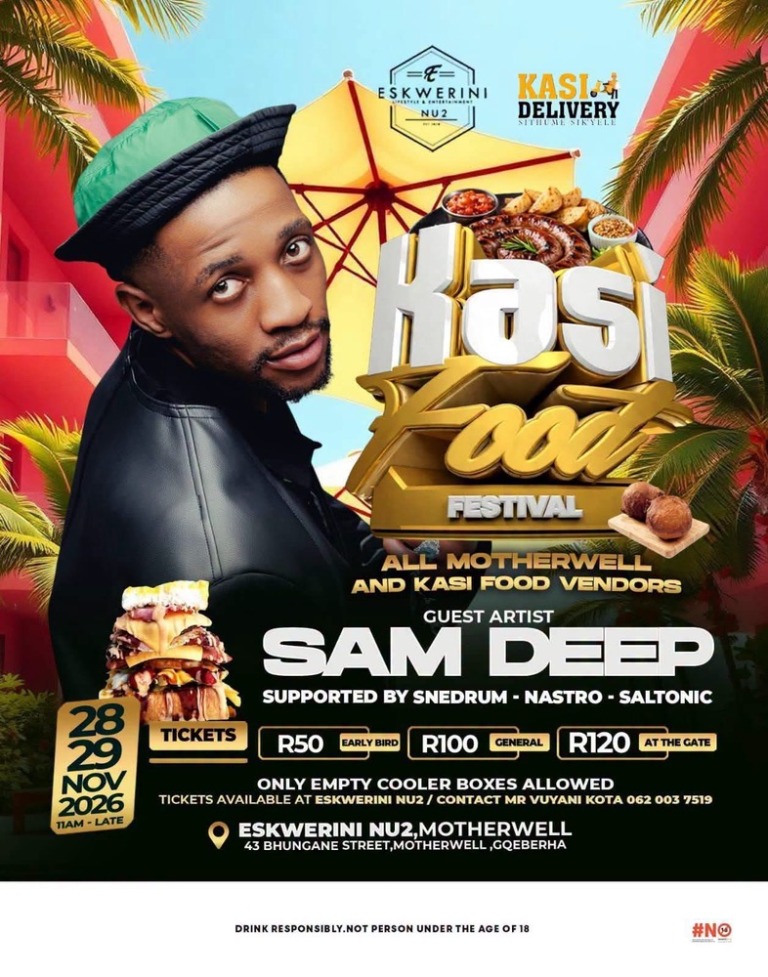 E
ESKWERINI
LIFESTYLE & ENTERTAINMENT
NU2
KASI
DELIVERY
SITHUME SIKYELE
Kasi
Food
FESTIVAL
ALL MOTHERWELL
AND KASI FOOD VENDORS
GUEST ARTIST
SAM DEEP
SUPPORTED BY SNEDRUM - NASTRO - SALTONIC
28
29
NOV
2026
11AM - LATE
TICKETS
R50 EARLY BIRD R100 GENERAL R120 AT THE GATE
ONLY EMPTY COOLER BOXES ALLOWED
TICKETS AVAILABLE AT ESKWERINI NU2 / CONTACT MR VUYANI KOTA 062 003 7519
ESKWERINI NU2,MOTHERWELL
43 BHUNGANE STREET,MOTHERWELL ,GQEBERHA
DRINK RESPONSIBLY.NOT PERSON UNDER THE AGE OF 18
#NO18